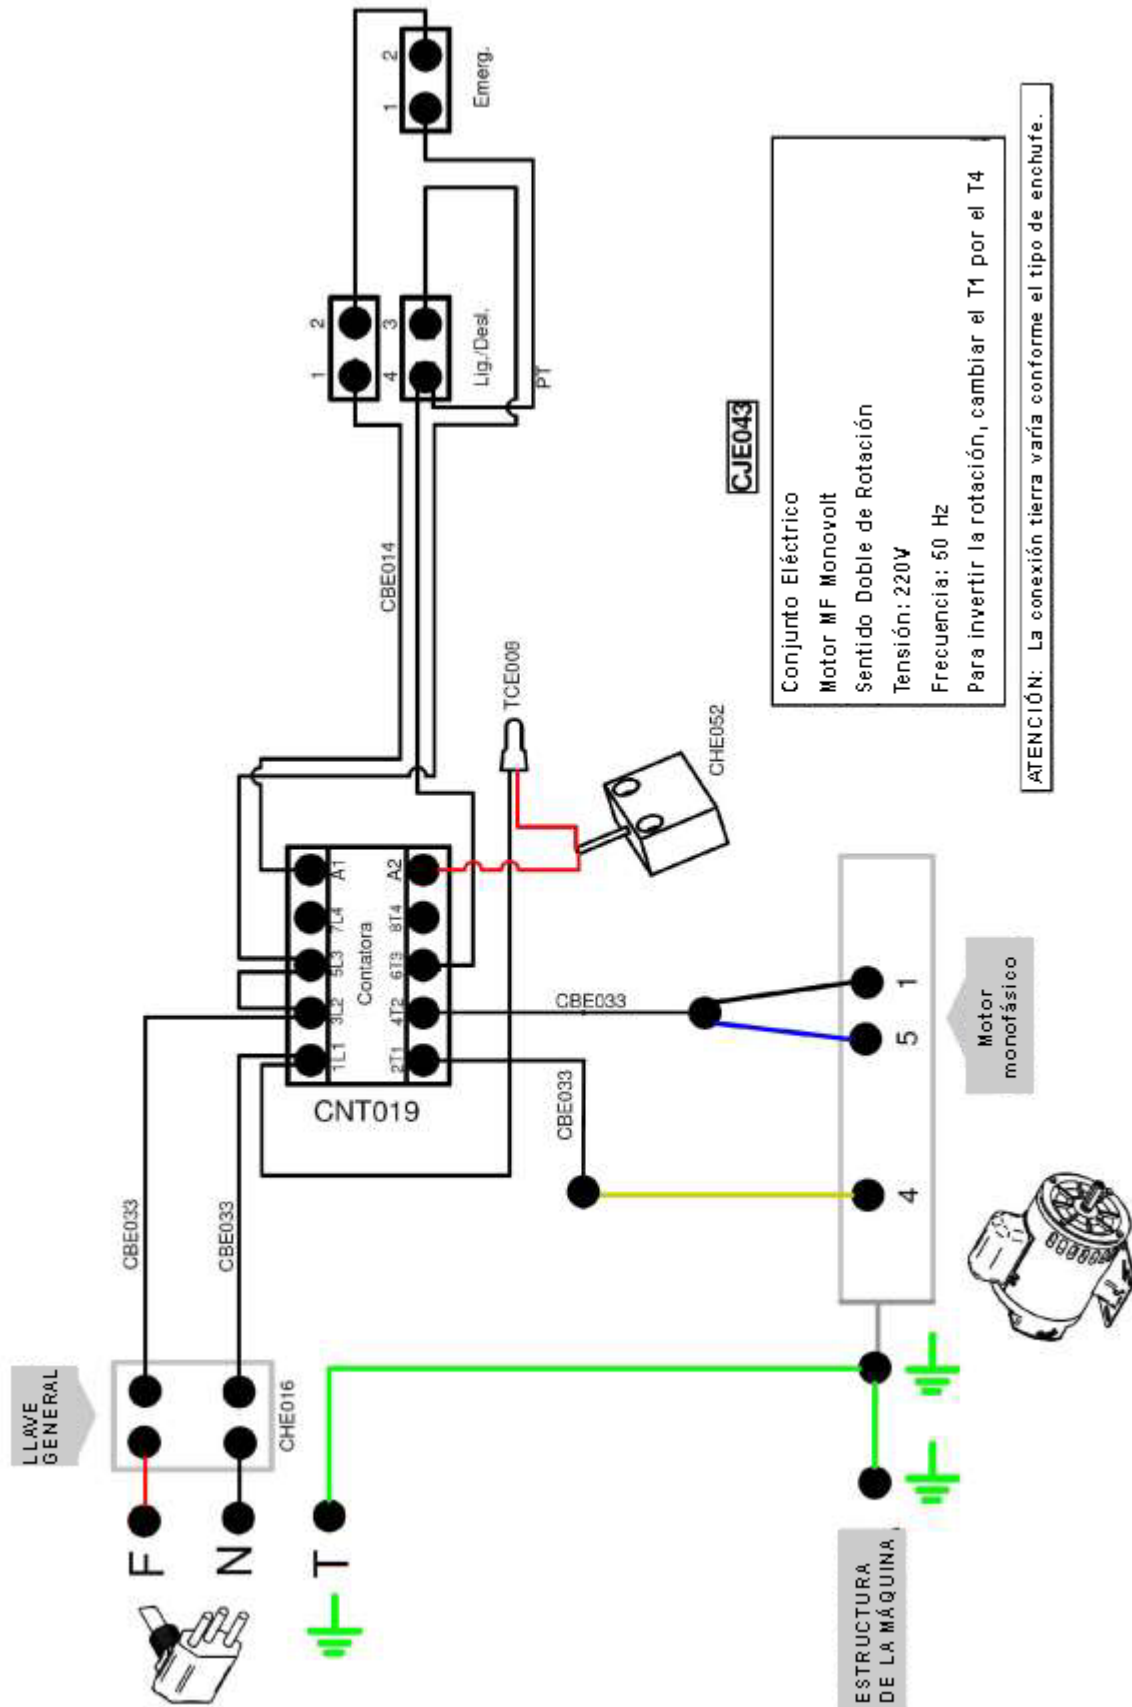 LLAVE
GENERAL
F
N
T
CHE016
CBE033
CBE033
CNT019
Contatora
1L1
3L2
5L3
7L4
A1
2T1
4T2
6T3
8T4
A2
CBE014
1
2
4
3
Lig./Desl.
PT
1
2
Emerg.
TCE008
CHE052
CBE033
CBE033
4
5
1
Motor
monofásico
ESTRUCTURA
DE LA MÁQUINA
CJE043
Conjunto Eléctrico
Motor MF Monovolt
Sentido Doble de Rotación
Tensión: 220V
Frecuencia: 50 Hz
Para invertir la rotación, cambiar el T1 por el T4
ATENCIÓN: La conexión tierra varía conforme el tipo de enchufe.